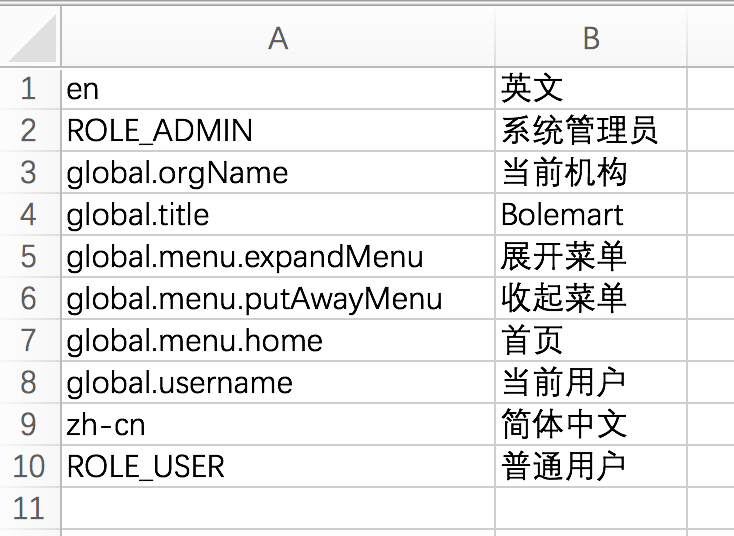 A B
1 en 英文
2 ROLE_ADMIN 系统管理员
3 global.orgName 当前机构
4 global.title Bolemart
5 global.menu.expandMenu 展开菜单
6 global.menu.putAwayMenu 收起菜单
7 global.menu.home 首页
8 global.username 当前用户
9 zh-cn 简体中文
10 ROLE_USER 普通用户
11